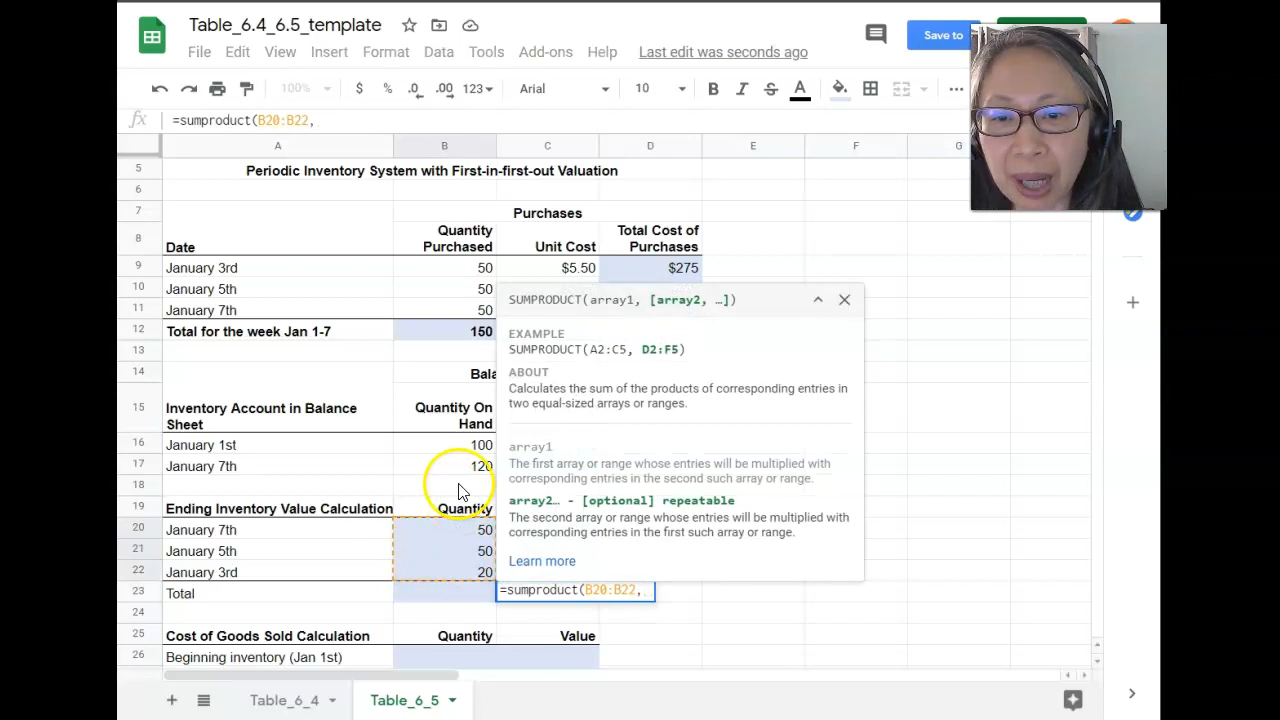 Table_6.4_6.5_template
File Edit View Insert Format Data Tools Add-ons Help Last edit was seconds ago
Save to
100% $ % .0 .00 123 Arial 10 B I S A
fx =sumproduct(B20:B22,
A B C D E F G
5 Periodic Inventory System with First-in-first-out Valuation
6
7 Purchases
8 Date Quantity Purchased Unit Cost Total Cost of Purchases
9 January 3rd 50 $5.50 $275
10 January 5th 50
11 January 7th 50
12 Total for the week Jan 1-7 150
13
14 Bala
15 Inventory Account in Balance Sheet Quantity On Hand
16 January 1st 100
17 January 7th 120
18
19 Ending Inventory Value Calculation Quantity
20 January 7th 50
21 January 5th 50
22 January 3rd 20
23 Total =sumproduct(B20:B22,
24
25 Cost of Goods Sold Calculation Quantity Value
26 Beginning inventory (Jan 1st)
SUMPRODUCT(array1, [array2, …])
EXAMPLE
SUMPRODUCT(A2:C5, D2:F5)
ABOUT
Calculates the sum of the products of corresponding entries in
two equal-sized arrays or ranges.
array1
The first array or range whose entries will be multiplied with
corresponding entries in the second such array or range.
array2… - [optional] repeatable
The second array or range whose entries will be multiplied with
corresponding entries in the first such array or range.
Learn more
Table_6_4 Table_6_5